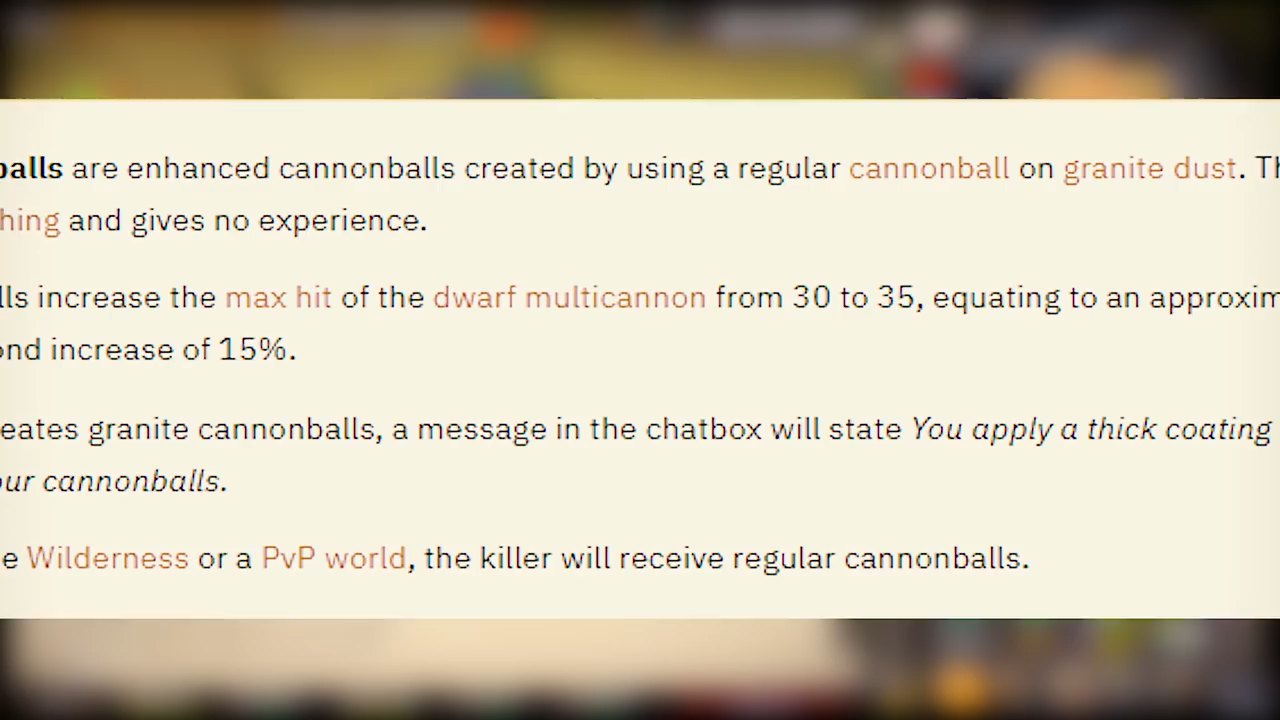 balls are enhanced cannonballs created by using a regular cannonball on granite dust. Th
hing and gives no experience.
lls increase the max hit of the dwarf multicannon from 30 to 35, equating to an approxim
ond increase of 15%.
eates granite cannonballs, a message in the chatbox will state You apply a thick coating
our cannonballs.
e Wilderness or a PvP world, the killer will receive regular cannonballs.